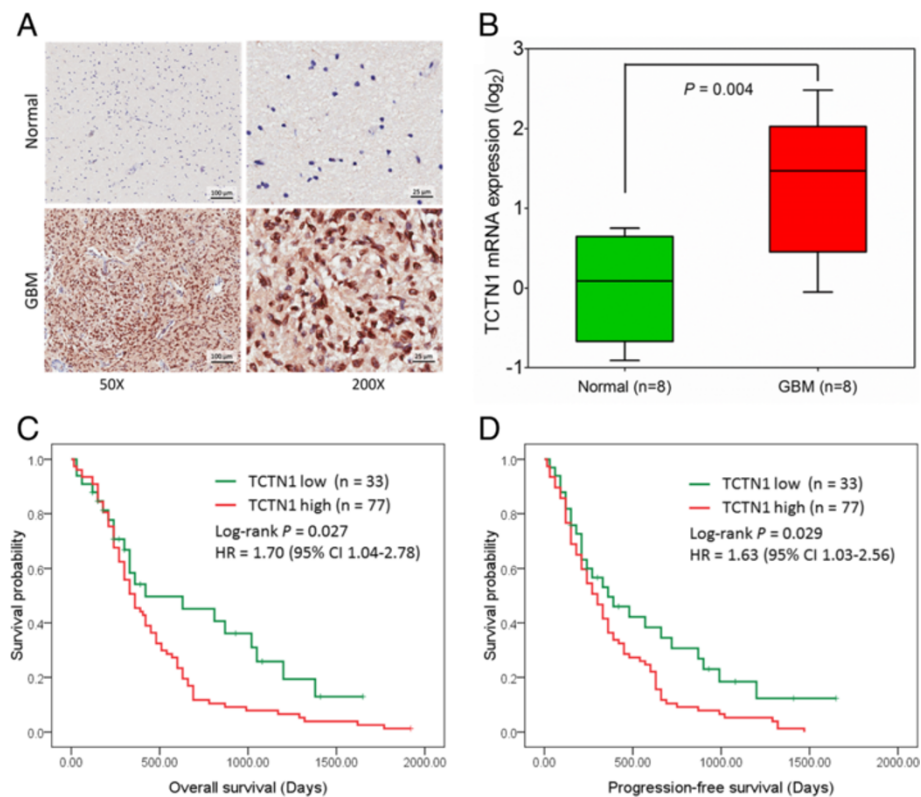 A
Normal
100 µm
25 µm
GBM
100 µm
25 µm
50X
200X
B
TCTN1 mRNA expression (log2)
3
2
1
0
-1
P = 0.004
Normal (n=8)
GBM (n=8)
C
Survival probability
1.0
0.8
0.6
0.4
0.2
0.0
TCTN1 low (n = 33)
TCTN1 high (n = 77)
Log-rank P = 0.027
HR = 1.70 (95% CI 1.04-2.78)
0.00 500.00 1000.00 1500.00 2000.00
Overall survival (Days)
D
Survival probability
1.0
0.8
0.6
0.4
0.2
0.0
TCTN1 low (n = 33)
TCTN1 high (n = 77)
Log-rank P = 0.029
HR = 1.63 (95% CI 1.03-2.56)
0.00 500.00 1000.00 1500.00 2000.00
Progression-free survival (Days)